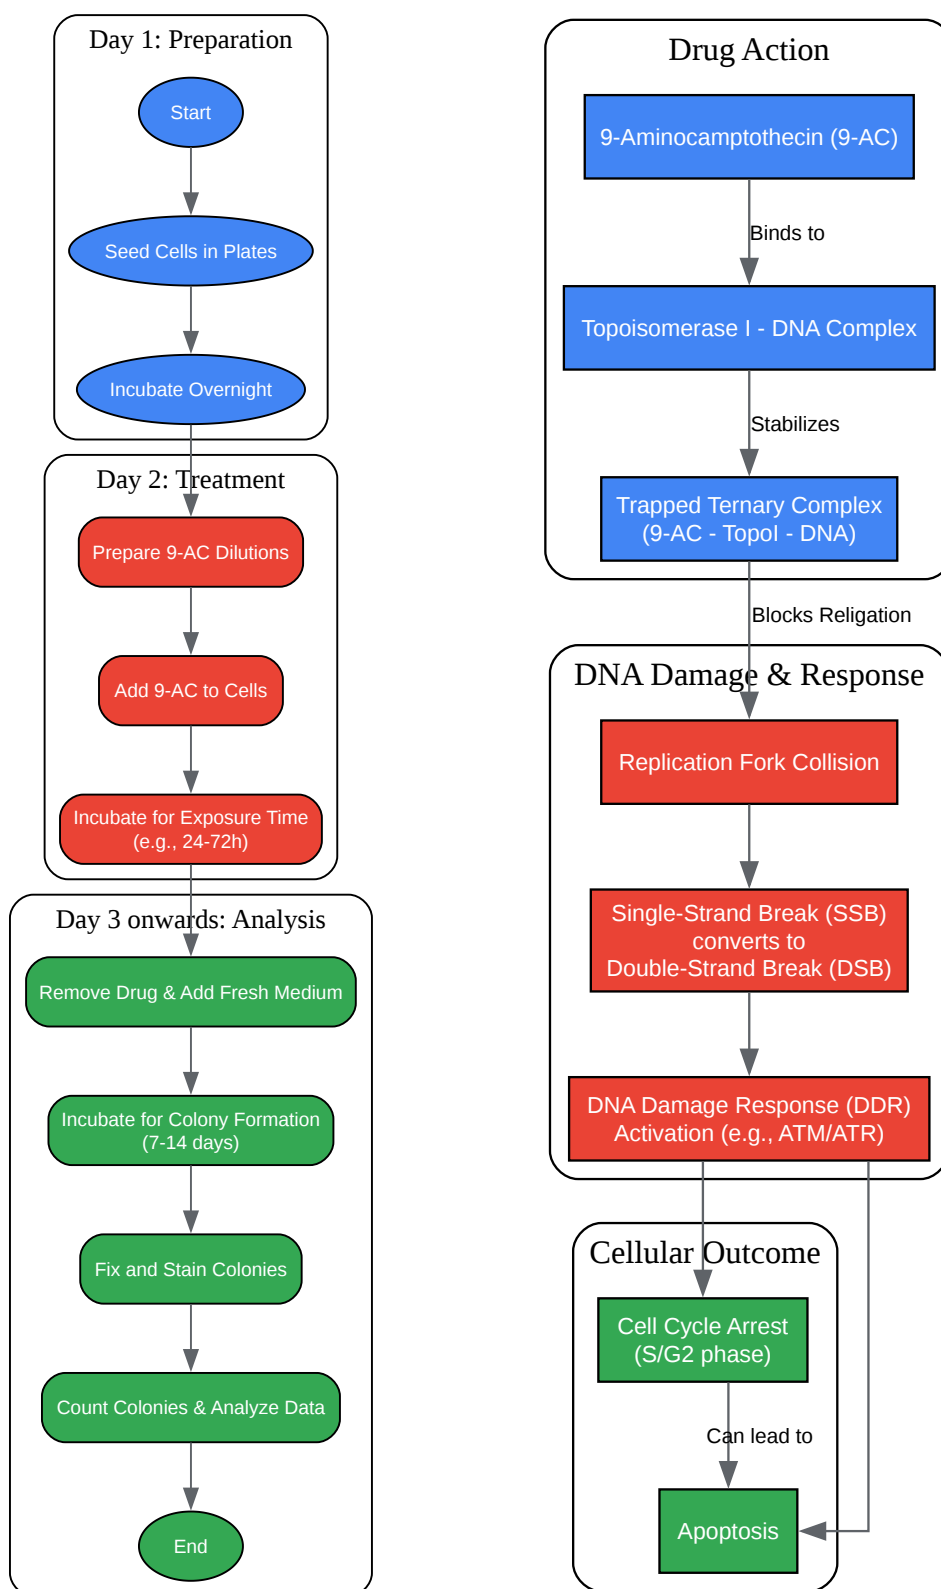 Day 1: Preparation
Start
Seed Cells in Plates
Incubate Overnight
Day 2: Treatment
Prepare 9-AC Dilutions
Add 9-AC to Cells
Incubate for Exposure Time
(e.g., 24-72h)
Day 3 onwards: Analysis
Remove Drug & Add Fresh Medium
Incubate for Colony Formation
(7-14 days)
Fix and Stain Colonies
Count Colonies & Analyze Data
End
Drug Action
9-Aminocamptothecin (9-AC)
Binds to
Topoisomerase I - DNA Complex
Stabilizes
Trapped Ternary Complex
(9-AC - TopoI - DNA)
Blocks Religation
DNA Damage & Response
Replication Fork Collision
Single-Strand Break (SSB)
converts to
Double-Strand Break (DSB)
DNA Damage Response (DDR)
Activation (e.g., ATM/ATR)
Cellular Outcome
Cell Cycle Arrest
(S/G2 phase)
Can lead to
Apoptosis